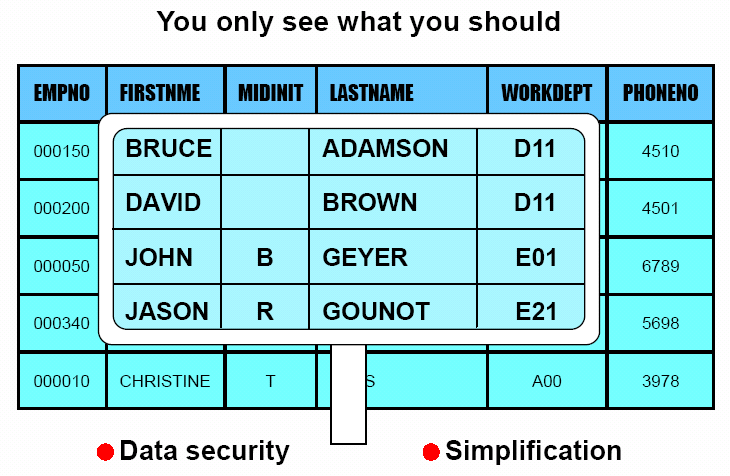 You only see what you should
EMPNO FIRSTNME MIDINIT LASTNAME WORKDEPT PHONENO
000150 BRUCE ADAMSON D11 4510
000200 DAVID BROWN D11 4501
000050 JOHN B GEYER E01 6789
000340 JASON R GOUNOT E21 5698
000010 CHRISTINE T S A00 3978
Data security Simplification